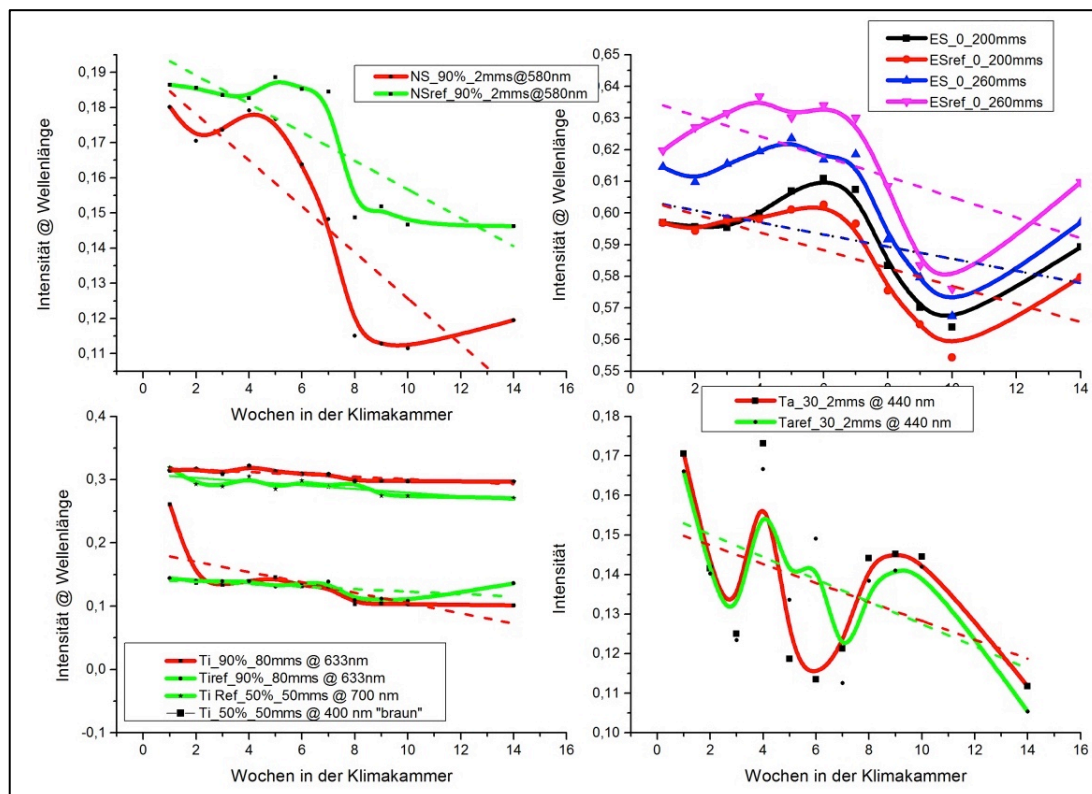 NS_90%_2mms@580nm
NSref_90%_2mms@580nm
0,19
0,18
0,17
0,16
0,15
0,14
0,13
0,12
0,11
Intensität @ Wellenlänge
0 2 4 6 8 10 12 14 16
Wochen in der Klimakammer
ES_0_200mms
ESref_0_200mms
ES_0_260mms
ESref_0_260mms
0,65
0,64
0,63
0,62
0,61
0,60
0,59
0,58
0,57
0,56
0,55
Intensität @ Wellenlänge
0 2 4 6 8 10 12 14
Wochen in der Klimakammer
0,4
0,3
0,2
0,1
0,0
-0,1
Intensität @ Wellenlänge
Ti_90%_80mms @ 633nm
Tiref_90%_80mms @ 633nm
Ti Ref_50%_50mms @ 700 nm
Ti_50%_50mms @ 400 nm "braun"
0 2 4 6 8 10 12 14 16
Wochen in der Klimakammer
Ta_30_2mms @ 440 nm
Taref_30_2mms @ 440 nm
0,18
0,17
0,16
0,15
0,14
0,13
0,12
0,11
0,10
Intensität
0 2 4 6 8 10 12 14 16
Wochen in der Klimakammer